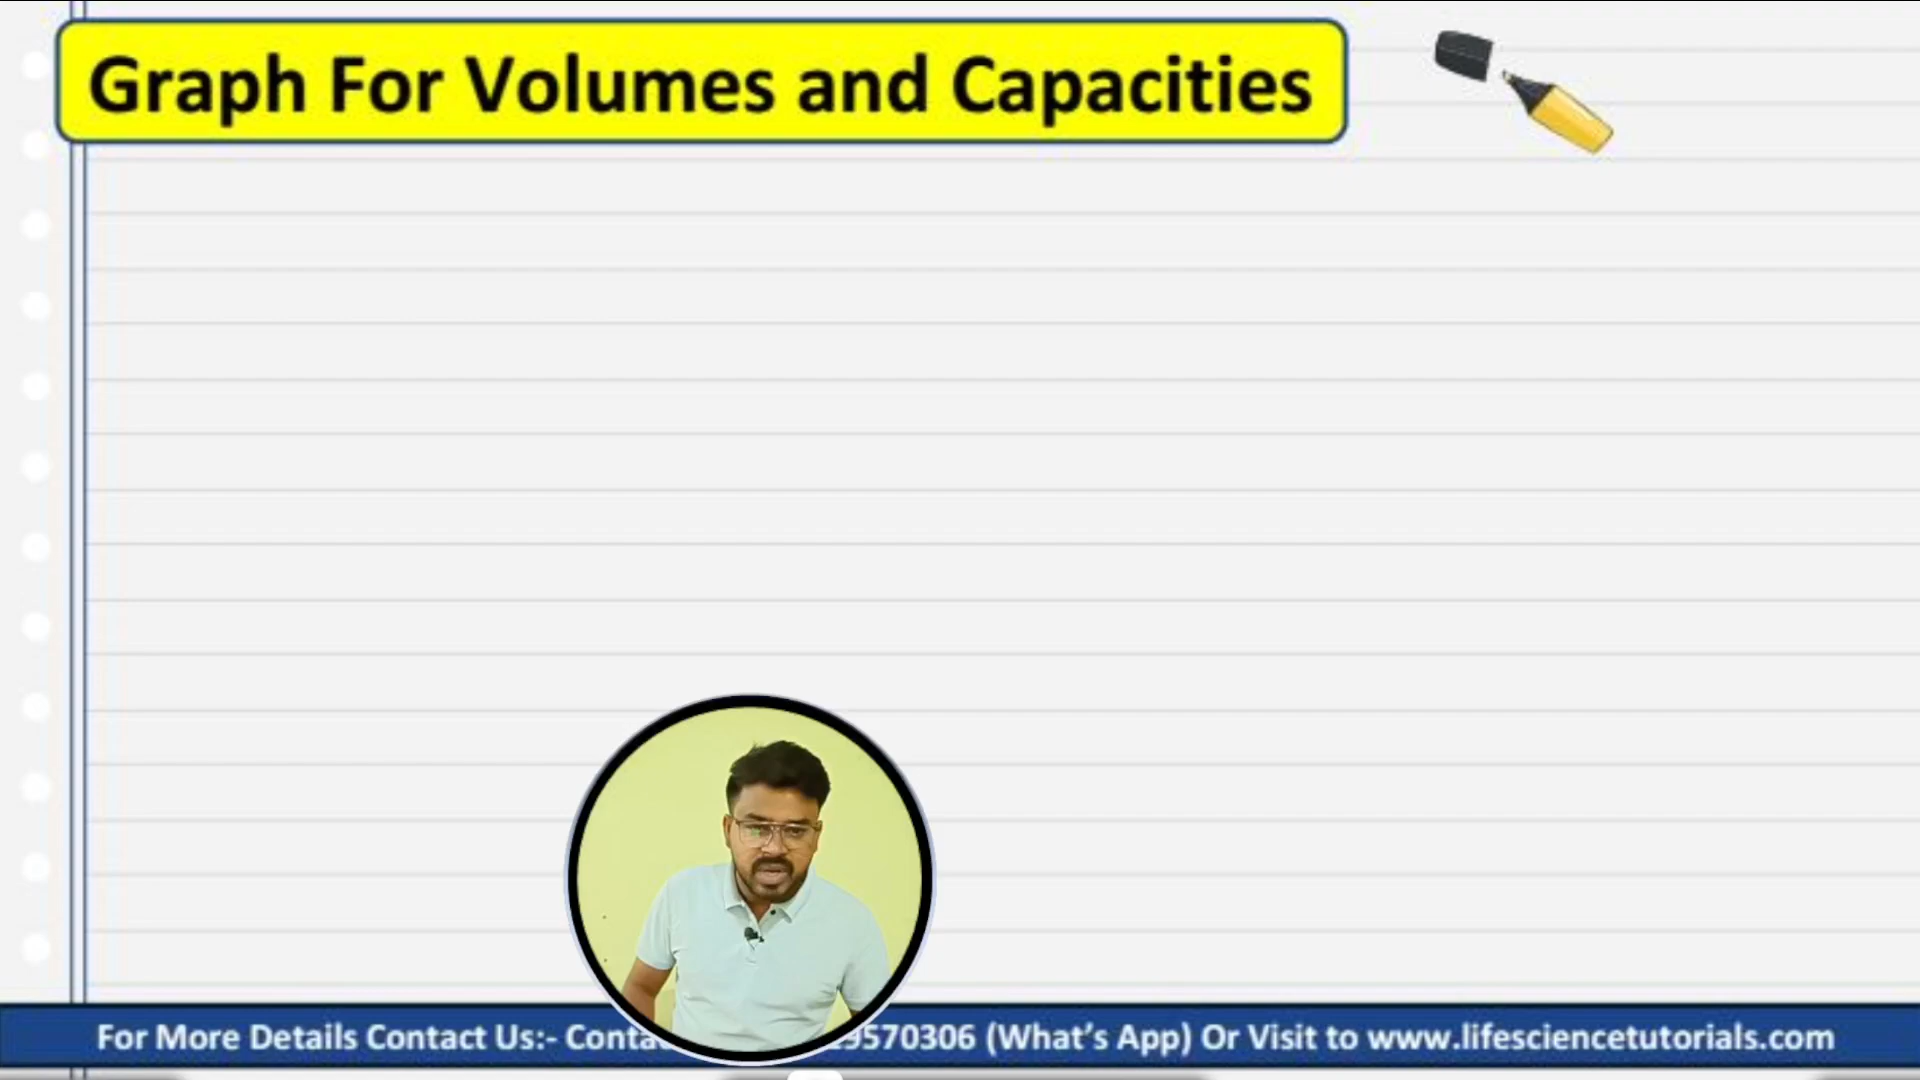 Graph For Volumes and Capacities
For More Details Contact Us:- 9570306 (What's App) Or Visit to www.lifesciencetutorials.com